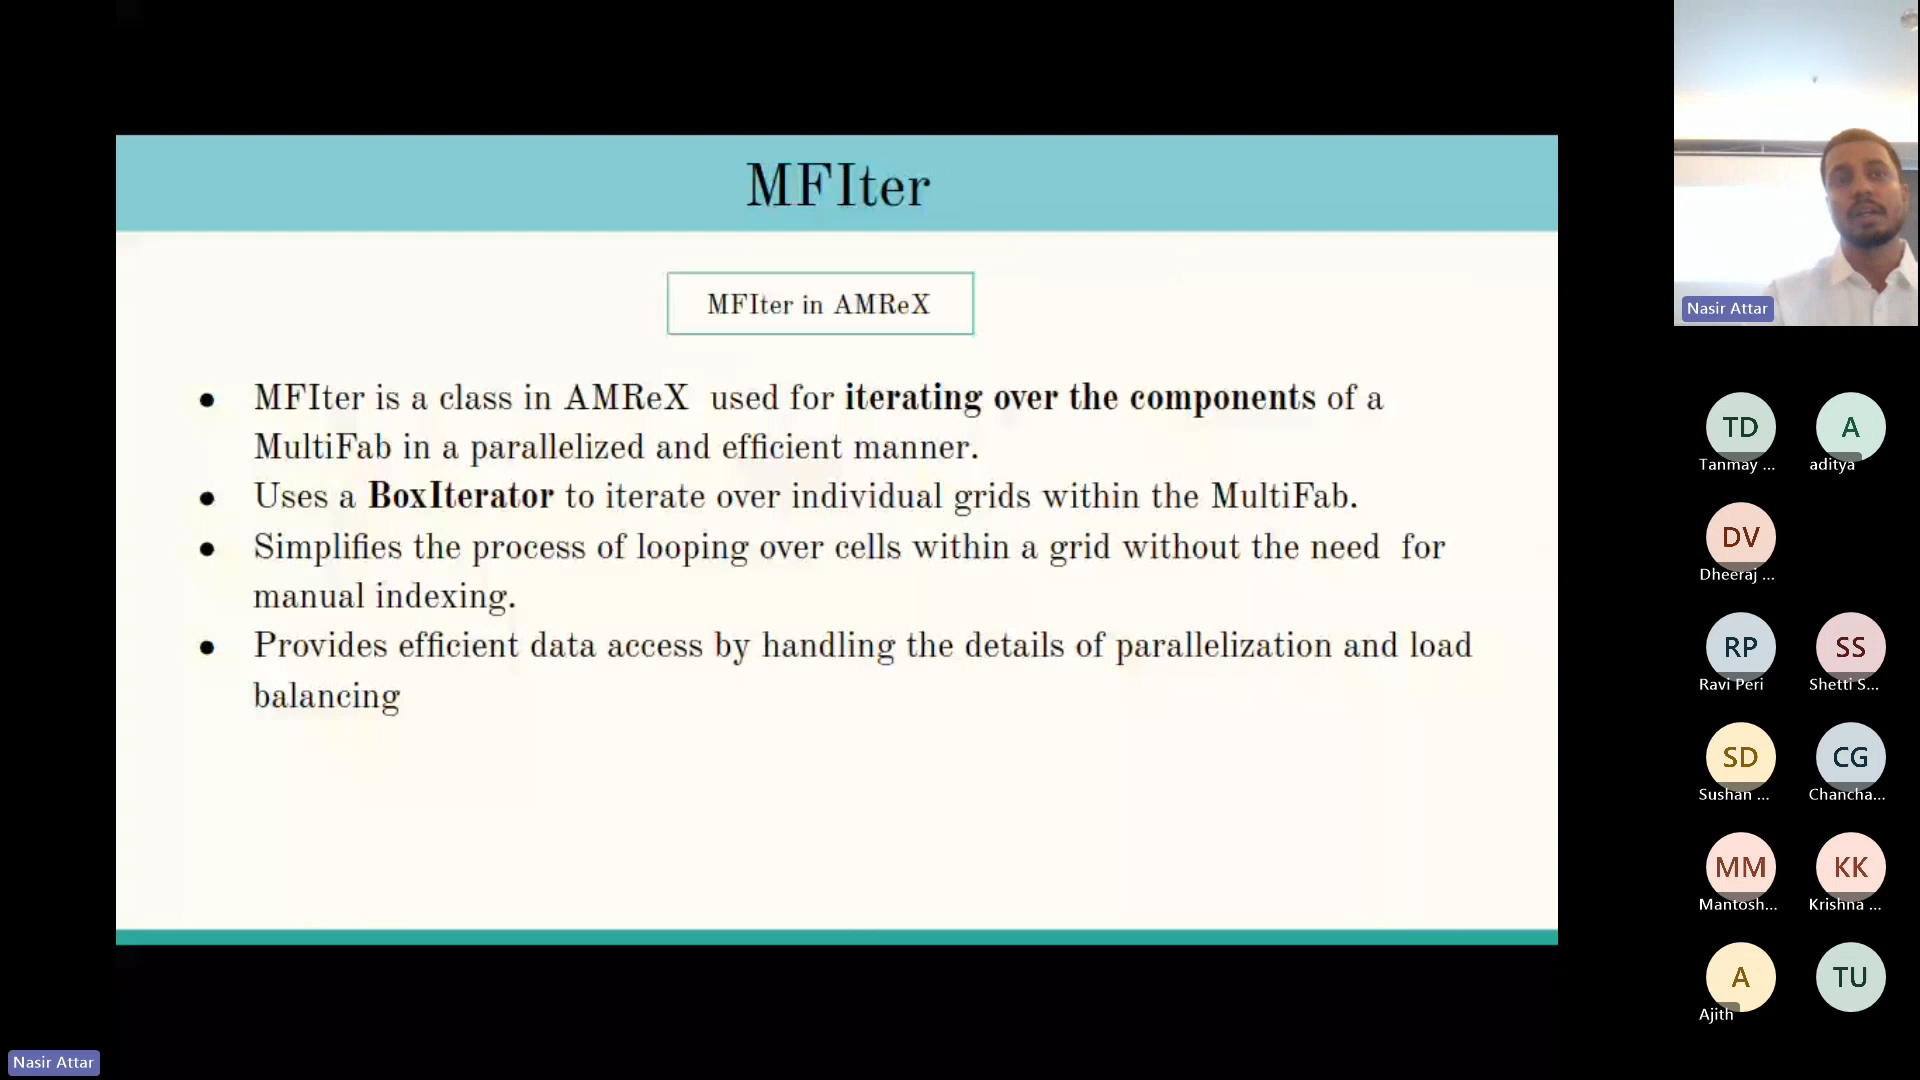 MFIter
MFIter in AMReX
● MFIter is a class in AMReX used for iterating over the components of a
MultiFab in a parallelized and efficient manner.
● Uses a BoxIterator to iterate over individual grids within the MultiFab.
● Simplifies the process of looping over cells within a grid without the need for
manual indexing.
● Provides efficient data access by handling the details of parallelization and load
balancing
Nasir Attar
TD
Tanmay ...
A
aditya
DV
Dheeraj ...
RP
Ravi Peri
SS
Shetti S...
SD
Sushan ...
CG
Chancha...
MM
Mantosh...
KK
Krishna ...
A
Ajith
TU
Nasir Attar